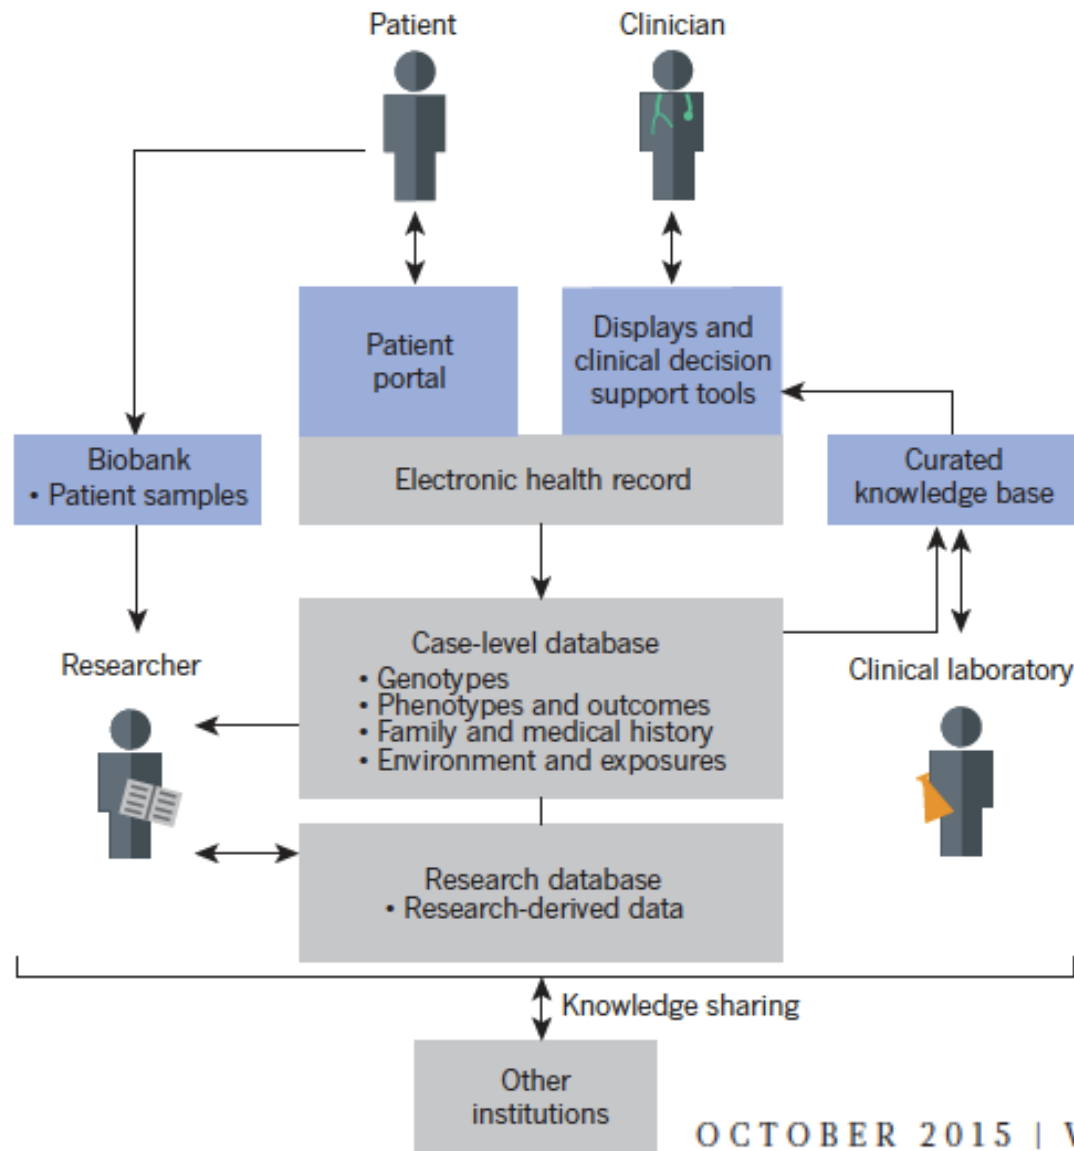 Patient
Clinician
Patient
portal
Displays and
clinical decision
support tools
Biobank
• Patient samples
Electronic health record
Curated
knowledge base
Researcher
Case-level database
• Genotypes
• Phenotypes and outcomes
• Family and medical history
• Environment and exposures
Clinical laboratory
Research database
• Research-derived data
Knowledge sharing
Other
institutions
OCTOBER 2015 |